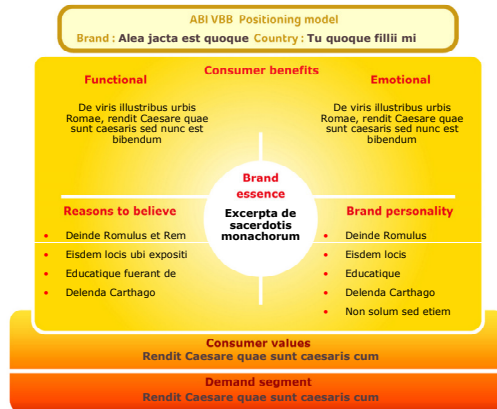 ABI VBB Positioning model
Brand : Alea jacta est quoque Country : Tu quoque fillii mi
Consumer benefits
Functional
De viris illustribus urbis
Romae, rendit Caesare quae
sunt caesaris sed nunc est
bibendum
Emotional
De viris illustribus urbis
Romae, rendit Caesare quae
sunt caesaris sed nunc est
bibendum
Brand
essence
Excerpta de
sacerdotis
monachorum
Reasons to believe
• Deinde Romulus et Rem
• Eisdem locis ubi expositi
• Educatique fuerant de
• Delenda Carthago
Brand personality
• Deinde Romulus
• Eisdem locis
• Educatique
• Delenda Carthago
• Non solum sed etiem
Consumer values
Rendit Caesare quae sunt caesaris cum
Demand segment
Rendit Caesare quae sunt caesaris cum